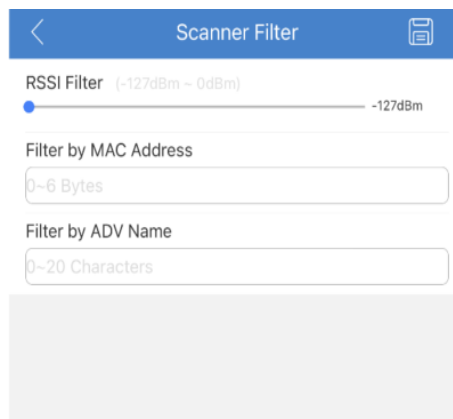 Scanner Filter
RSSI Filter (-127dBm ~ 0dBm)
-127dBm
Filter by MAC Address
0~6 Bytes
Filter by ADV Name
0~20 Characters